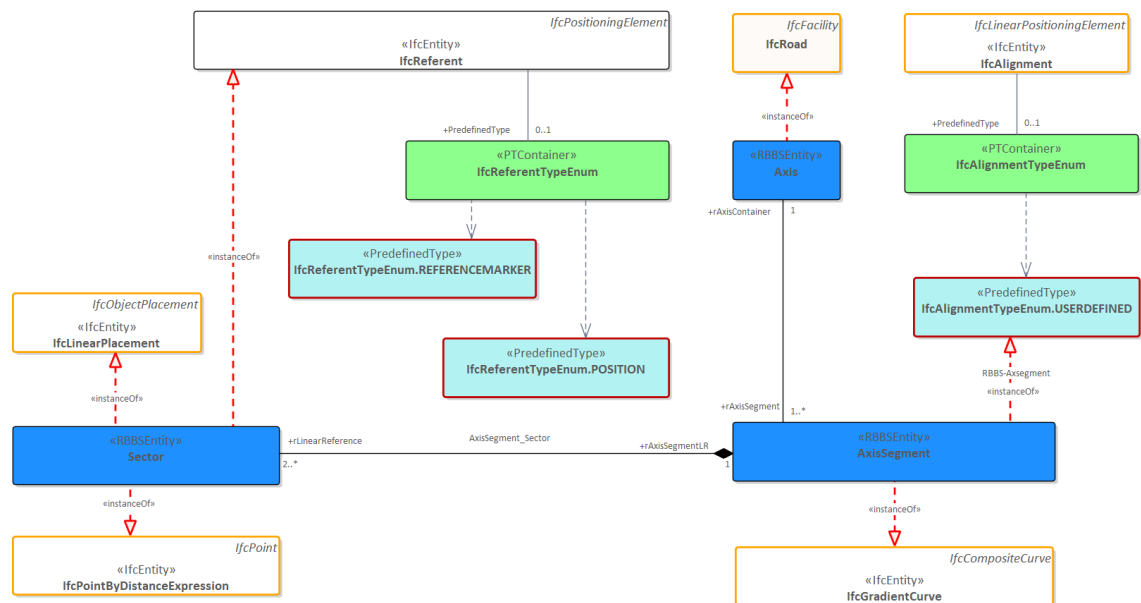 IfcPositioningElement
«IfcEntity»
IfcReferent
IfcFacility
IfcRoad
IfcLinearPositioningElement
«IfcEntity»
IfcAlignment
+PredefinedType 0..1
+PredefinedType 0..1
«PTContainer»
IfcReferentTypeEnum
«instanceOf»
«RBBSEntity»
Axis
«PTContainer»
IfcAlignmentTypeEnum
+rAxisContainer 1
«instanceOf»
«PredefinedType»
IfcReferentTypeEnum.REFERENCEMARKER
«PredefinedType»
IfcAlignmentTypeEnum.USERDEFINED
IfcObjectPlacement
«IfcEntity»
IfcLinearPlacement
«PredefinedType»
IfcReferentTypeEnum.POSITION
RBBS-Axsegment
«instanceOf»
«instanceOf»
+rAxisSegment 1..*
«RBBSEntity»
Sector
+rLinearReference
2..*
AxisSegment_Sector
+rAxisSegmentLR
1
«RBBSEntity»
AxisSegment
«instanceOf»
«instanceOf»
IfcPoint
«IfcEntity»
IfcPointByDistanceExpression
IfcCompositeCurve
«IfcEntity»
IfcGradientCurve